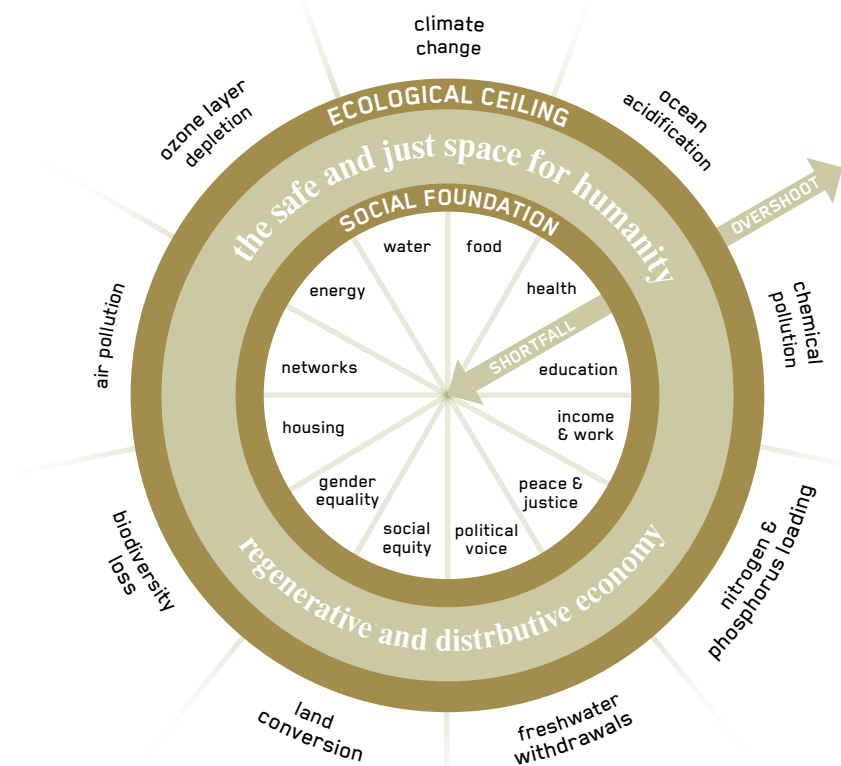 climate
change
ozone layer
depletion
ocean
acidification
ECOLOGICAL CEILING
the safe and just space for humanity
OVERSHOOT
SOCIAL FOUNDATION
water
food
energy
health
air pollution
chemical
pollution
SHORTFALL
networks
education
housing
income
& work
gender
equality
peace &
justice
social
equity
political
voice
biodiversity
loss
nitrogen &
phosphorus loading
regenerative and distrbutive economy
land
conversion
freshwater
withdrawals